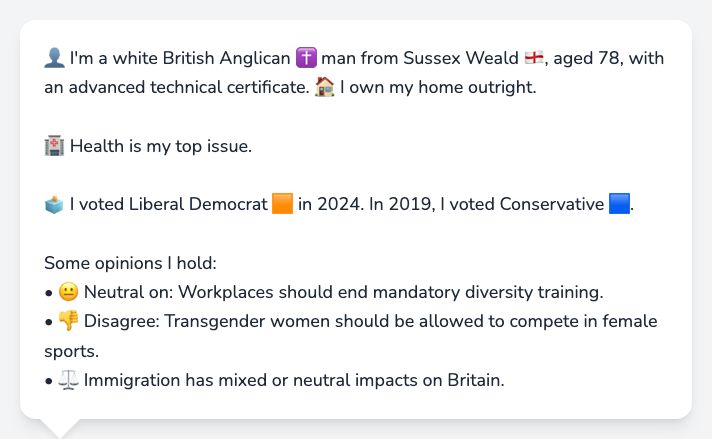 👤 I'm a white British Anglican ✝️ man from Sussex Weald 🏴󠁧󠁢󠁥󠁮󠁧󠁿, aged 78, with
an advanced technical certificate. 🏠 I own my home outright.
🏥 Health is my top issue.
🗳️ I voted Liberal Democrat 🟧 in 2024. In 2019, I voted Conservative 🟦.
Some opinions I hold:
• 😐 Neutral on: Workplaces should end mandatory diversity training.
• 👎 Disagree: Transgender women should be allowed to compete in female
sports.
• ⚖️ Immigration has mixed or neutral impacts on Britain.